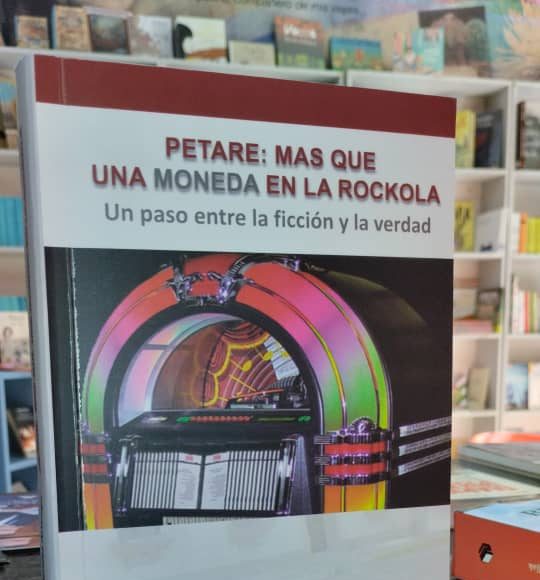 PETARE: MAS QUE
UNA MONEDA EN LA ROCKOLA
Un paso entre la ficción y la verdad